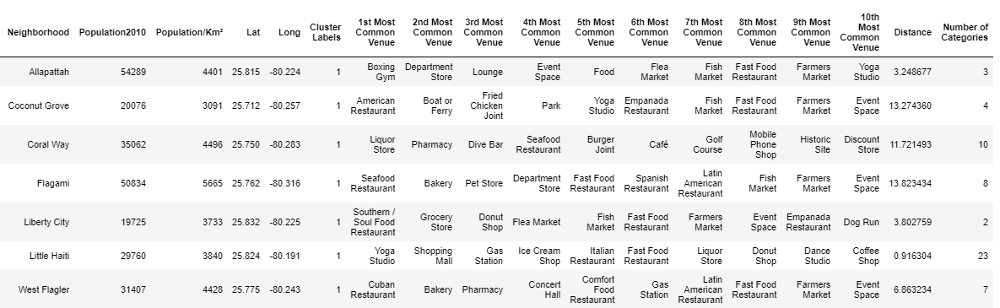 Neighborhood Population2010 Population/Km² Lat Long Cluster Labels 1st Most Common Venue 2nd Most Common Venue 3rd Most Common Venue 4th Most Common Venue 5th Most Common Venue 6th Most Common Venue 7th Most Common Venue 8th Most Common Venue 9th Most Common Venue 10th Most Common Venue Distance Number of Categories
Allapattah 54289 4401 25.815 -80.224 1 Boxing Gym Department Store Lounge Event Space Food Flea Market Fish Market Fast Food Restaurant Farmers Market Yoga Studio 3.248677 3
Coconut Grove 20076 3091 25.712 -80.257 1 American Restaurant Boat or Ferry Fried Chicken Joint Park Yoga Studio Empanada Restaurant Fish Market Fast Food Restaurant Farmers Market Event Space 13.274360 4
Coral Way 35062 4496 25.750 -80.283 1 Liquor Store Pharmacy Dive Bar Seafood Restaurant Burger Joint Café Golf Course Mobile Phone Shop Historic Site Discount Store 11.721493 10
Flagami 50834 5665 25.762 -80.316 1 Seafood Restaurant Bakery Pet Store Department Store Fast Food Restaurant Spanish Restaurant Latin American Restaurant Fish Market Farmers Market Event Space 13.823434 8
Liberty City 19725 3733 25.832 -80.225 1 Southern / Soul Food Restaurant Grocery Store Donut Shop Flea Market Fish Market Fast Food Restaurant Farmers Market Event Space Empanada Restaurant Dog Run 3.802759 2
Little Haiti 29760 3840 25.824 -80.191 1 Yoga Studio Shopping Mall Gas Station Ice Cream Shop Italian Restaurant Fast Food Restaurant Liquor Store Donut Shop Dance Studio Coffee Shop 0.916304 23
West Flagler 31407 4428 25.775 -80.243 1 Cuban Restaurant Bakery Pharmacy Concert Hall Comfort Food Restaurant Gas Station Latin American Restaurant Fast Food Restaurant Farmers Market Event Space 6.863234 7